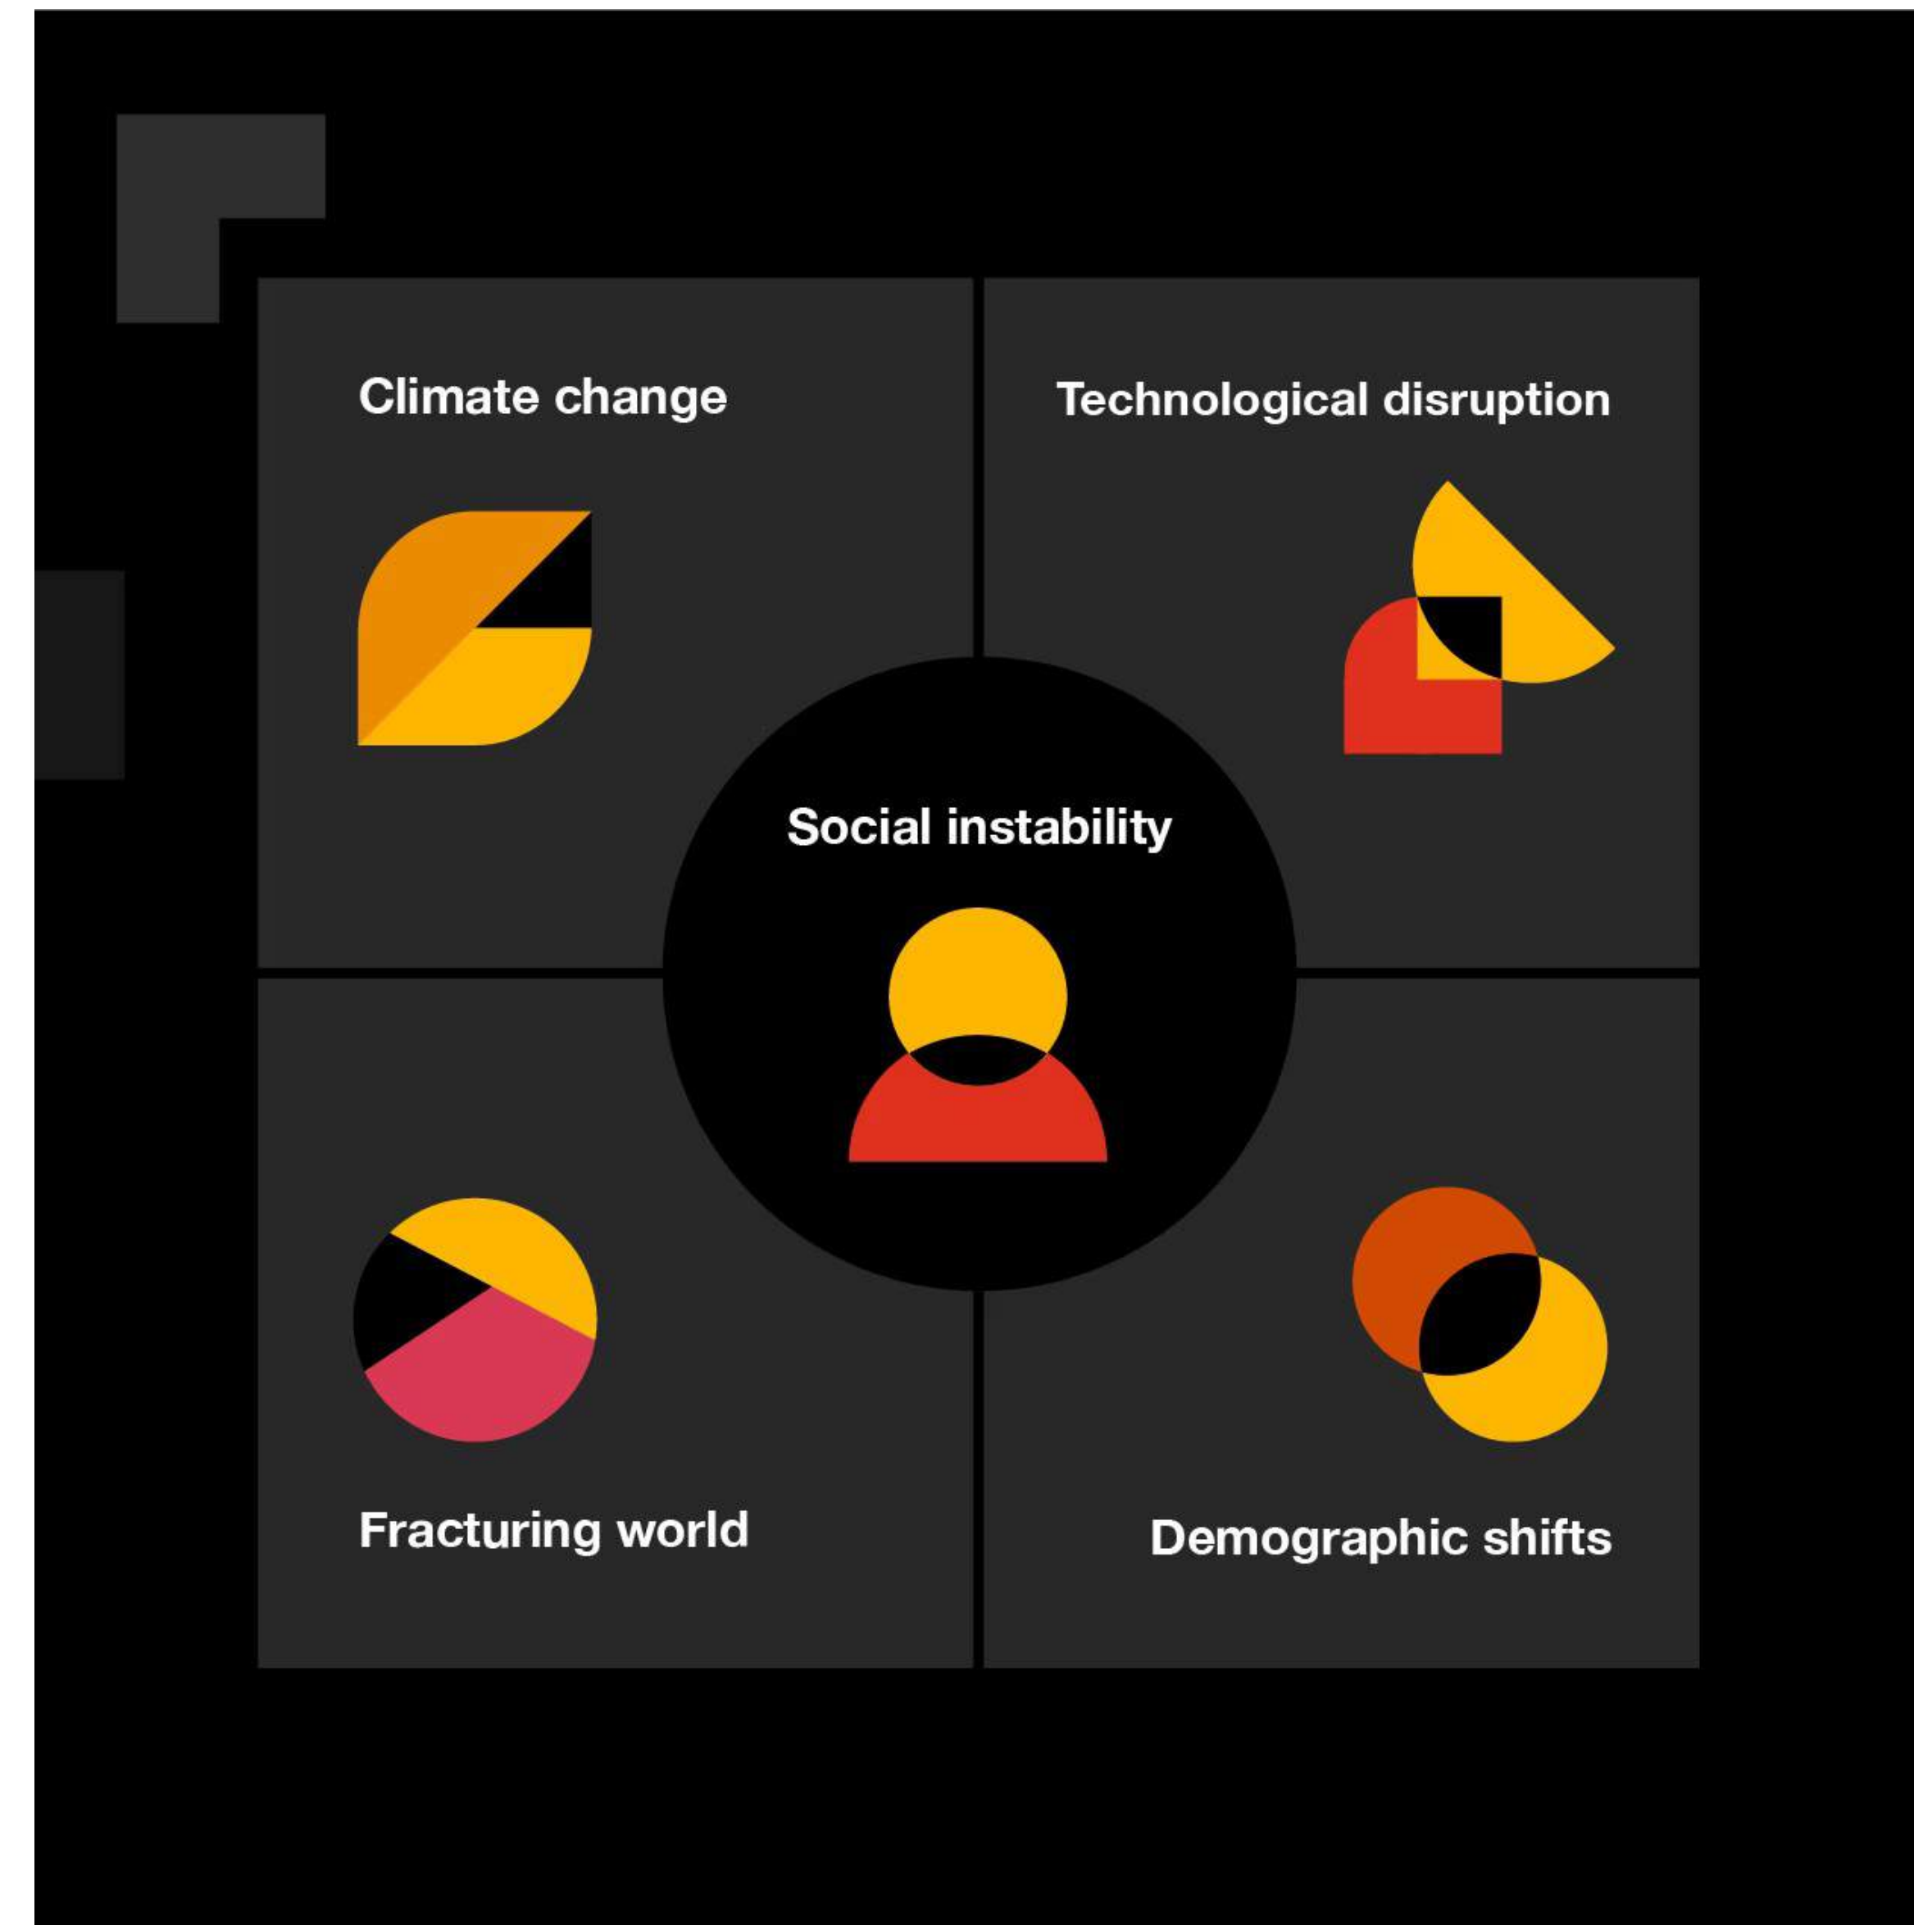 Climate change
Technological disruption
Social instability
Fracturing world
Demographic shifts